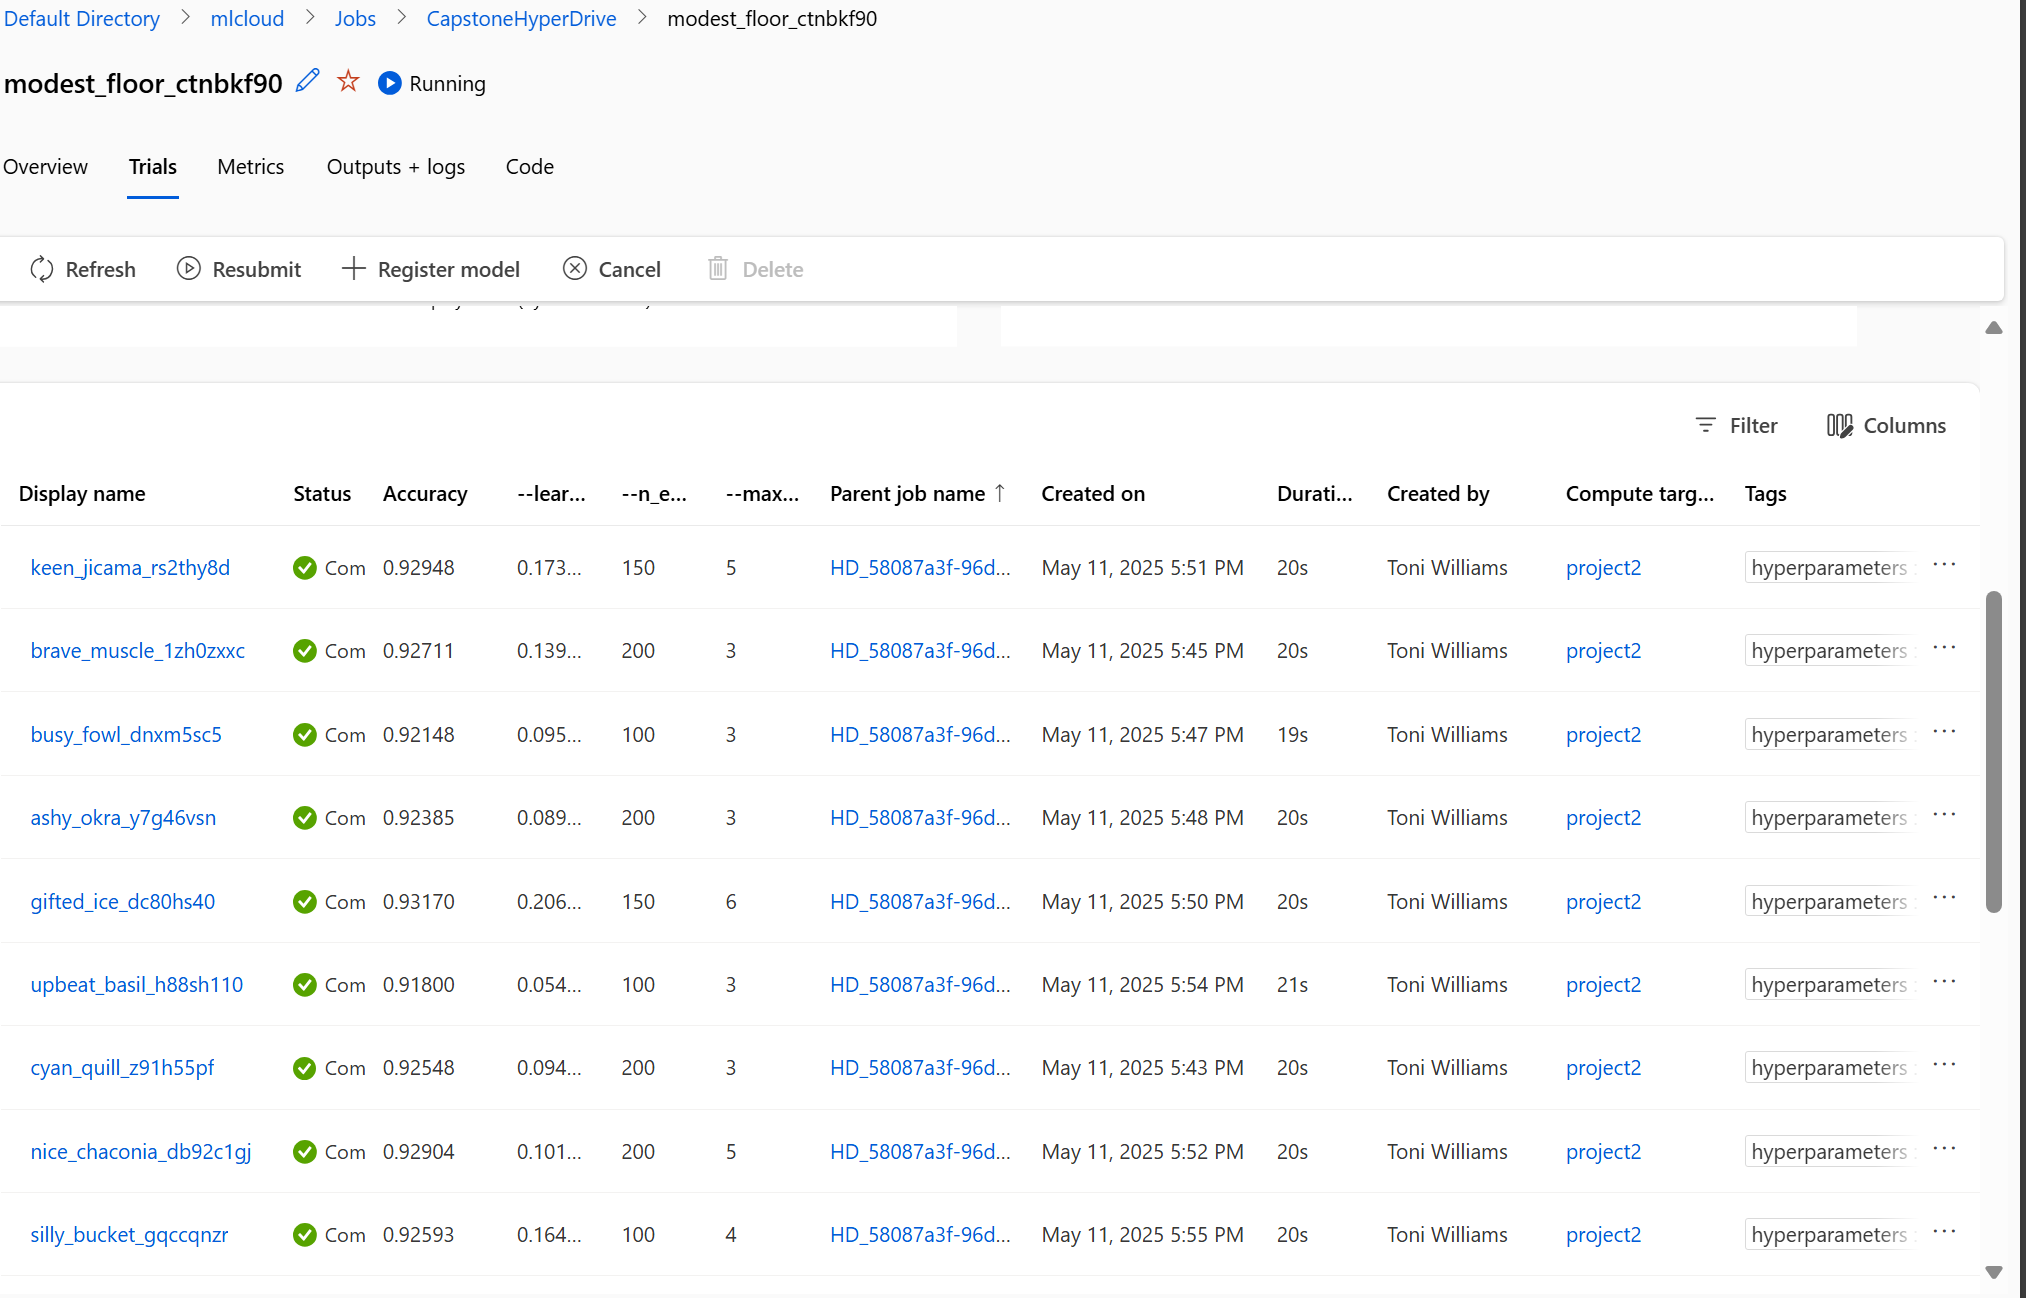 Default Directory > mlcloud > Jobs > CapstoneHyperDrive > modest_floor_ctnbkf90
modest_floor_ctnbkf90 Running
Overview Trials Metrics Outputs + logs Code
Refresh Resubmit Register model Cancel Delete
Filter Columns
Display name Status Accuracy --lear... --n_e... --max... Parent job name ↑ Created on Durati... Created by Compute targ... Tags
keen_jicama_rs2thy8d Com 0.92948 0.173... 150 5 HD_58087a3f-96d... May 11, 2025 5:51 PM 20s Toni Williams project2 hyperparameters ...
brave_muscle_1zh0zxxc Com 0.92711 0.139... 200 3 HD_58087a3f-96d... May 11, 2025 5:45 PM 20s Toni Williams project2 hyperparameters ...
busy_fowl_dnxm5sc5 Com 0.92148 0.095... 100 3 HD_58087a3f-96d... May 11, 2025 5:47 PM 19s Toni Williams project2 hyperparameters ...
ashy_okra_y7g46vsn Com 0.92385 0.089... 200 3 HD_58087a3f-96d... May 11, 2025 5:48 PM 20s Toni Williams project2 hyperparameters ...
gifted_ice_dc80hs40 Com 0.93170 0.206... 150 6 HD_58087a3f-96d... May 11, 2025 5:50 PM 20s Toni Williams project2 hyperparameters ...
upbeat_basil_h88sh110 Com 0.91800 0.054... 100 3 HD_58087a3f-96d... May 11, 2025 5:54 PM 21s Toni Williams project2 hyperparameters ...
cyan_quill_z91h55pf Com 0.92548 0.094... 200 3 HD_58087a3f-96d... May 11, 2025 5:43 PM 20s Toni Williams project2 hyperparameters ...
nice_chaconia_db92c1gj Com 0.92904 0.101... 200 5 HD_58087a3f-96d... May 11, 2025 5:52 PM 20s Toni Williams project2 hyperparameters ...
silly_bucket_gqccqnzr Com 0.92593 0.164... 100 4 HD_58087a3f-96d... May 11, 2025 5:55 PM 20s Toni Williams project2 hyperparameters ...